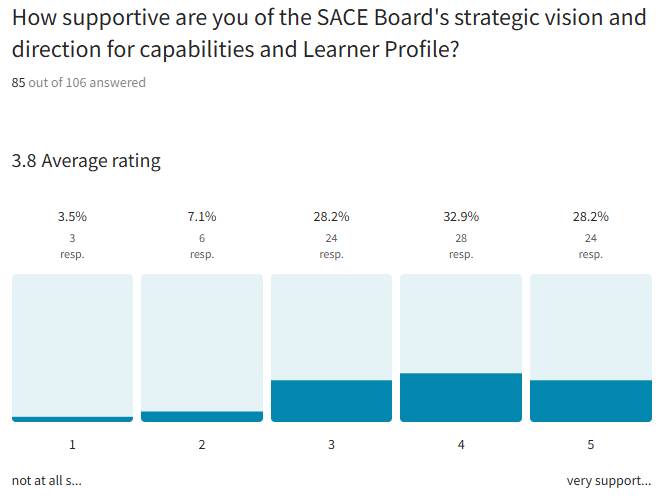 How supportive are you of the SACE Board's strategic vision and
direction for capabilities and Learner Profile?
85 out of 106 answered
3.8 Average rating
3.5% 7.1% 28.2% 32.9% 28.2%
3 6 24 28 24
resp. resp. resp. resp. resp.
1 2 3 4 5
not at all s... very support...